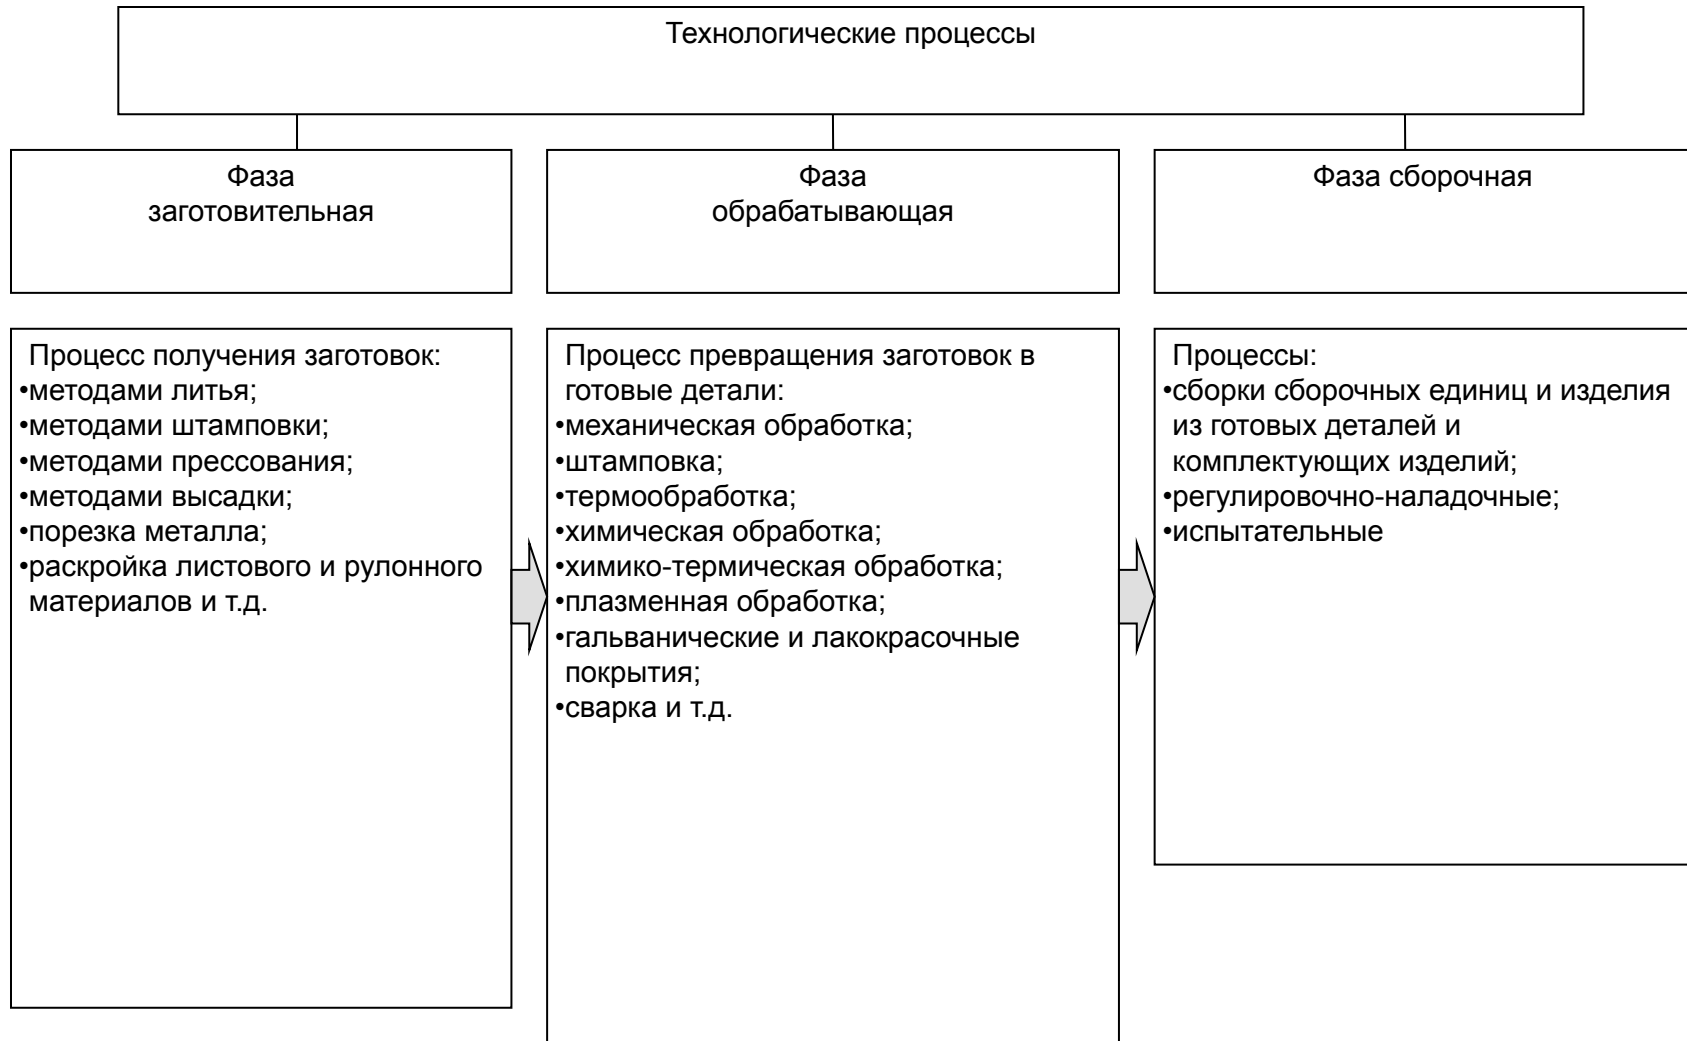 Технологические процессы
Фаза
заготовительная
Фаза
обрабатывающая
Фаза сборочная
Процесс получения заготовок:
•методами литья;
•методами штамповки;
•методами прессования;
•методами высадки;
•порезка металла;
•раскройка листового и рулонного
материалов и т.д.
Процесс превращения заготовок в
готовые детали:
•механическая обработка;
•штамповка;
•термообработка;
•химическая обработка;
•химико-термическая обработка;
•плазменная обработка;
•гальванические и лакокрасочные
покрытия;
•сварка и т.д.
Процессы:
•сборки сборочных единиц и изделия
из готовых деталей и
комплектующих изделий;
•регулировочно-наладочные;
•испытательные